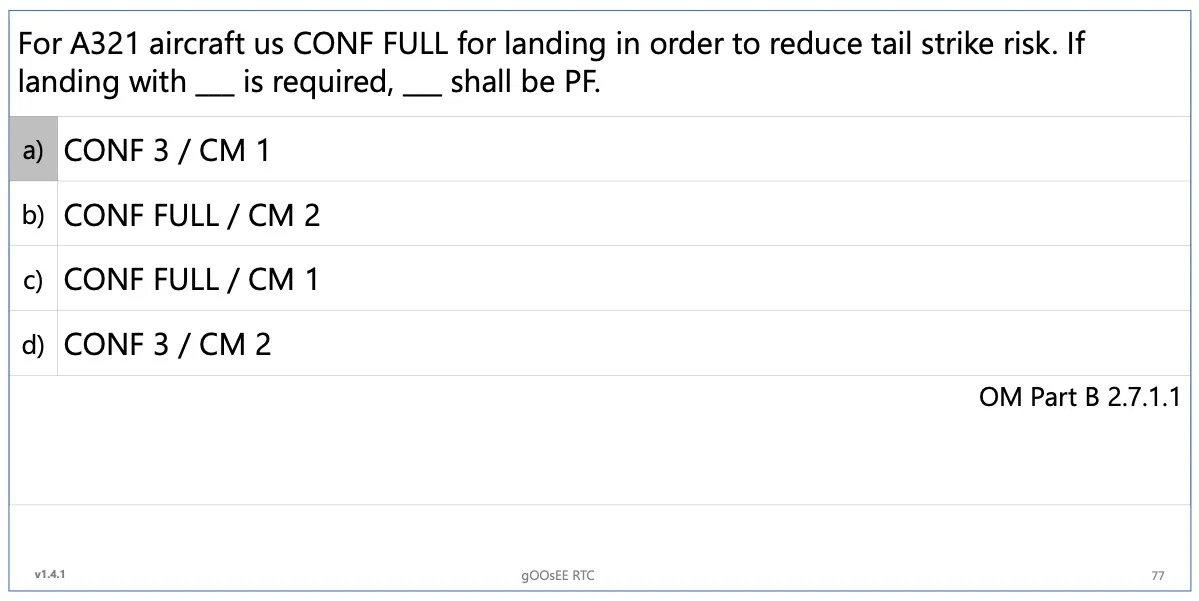 For A321 aircraft us CONF FULL for landing in order to reduce tail strike risk. If
landing with ___ is required, ___ shall be PF.
a) CONF 3 / CM 1
b) CONF FULL / CM 2
c) CONF FULL / CM 1
d) CONF 3 / CM 2
OM Part B 2.7.1.1
v1.4.1 gOOsEE RTC 77